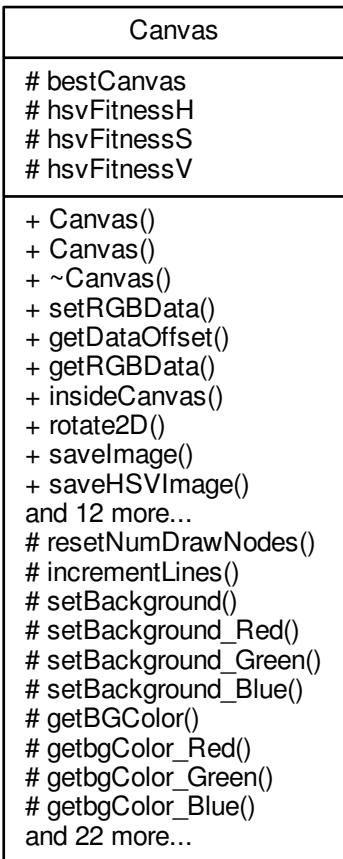 Canvas
# bestCanvas
# hsvFitnessH
# hsvFitnessS
# hsvFitnessV
+ Canvas()
+ Canvas()
+ ~Canvas()
+ setRGBData()
+ getDataOffset()
+ getRGBData()
+ insideCanvas()
+ rotate2D()
+ saveImage()
+ saveHSVImage()
and 12 more...
# resetNumDrawNodes()
# incrementLines()
# setBackground()
# setBackground_Red()
# setBackground_Green()
# setBackground_Blue()
# getBGColor()
# getbgColor_Red()
# getbgColor_Green()
# getbgColor_Blue()
and 22 more...